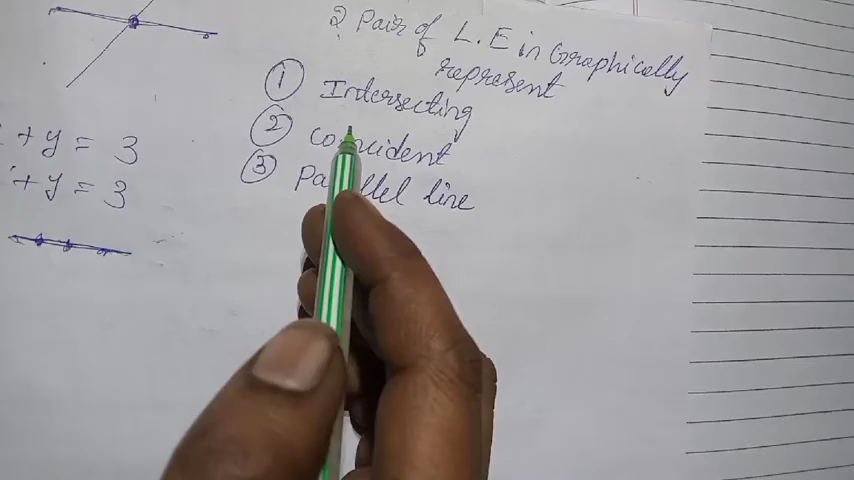 2 Pair of L.E in Graphically
represent
① Intersecting
② coincident
③ Parallel line
+ y = 3
+ y = 3